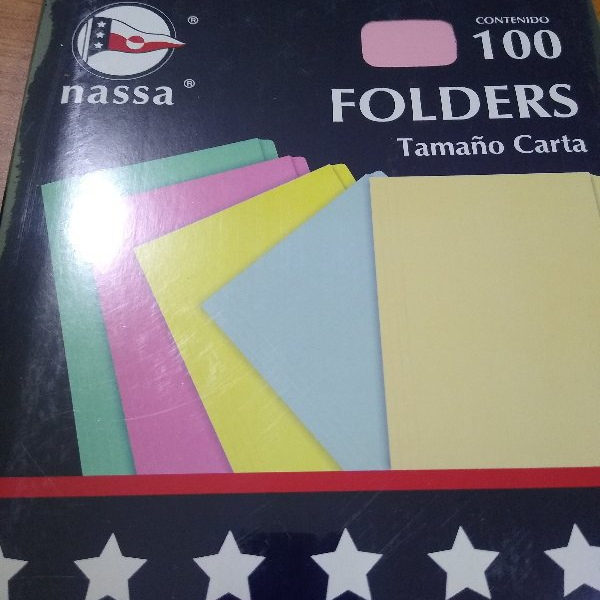 ®
nassa ®
CONTENIDO
100
FOLDERS
Tamaño Carta